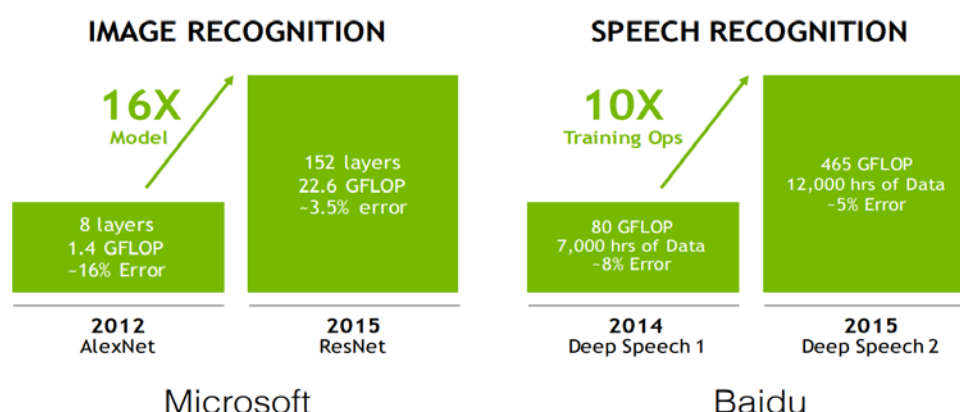 IMAGE RECOGNITION
16X
Model
8 layers
1.4 GFLOP
~16% Error
152 layers
22.6 GFLOP
~3.5% error
2012
AlexNet
2015
ResNet
Microsoft
SPEECH RECOGNITION
10X
Training Ops
80 GFLOP
7,000 hrs of Data
~8% Error
465 GFLOP
12,000 hrs of Data
~5% Error
2014
Deep Speech 1
2015
Deep Speech 2
Baidu